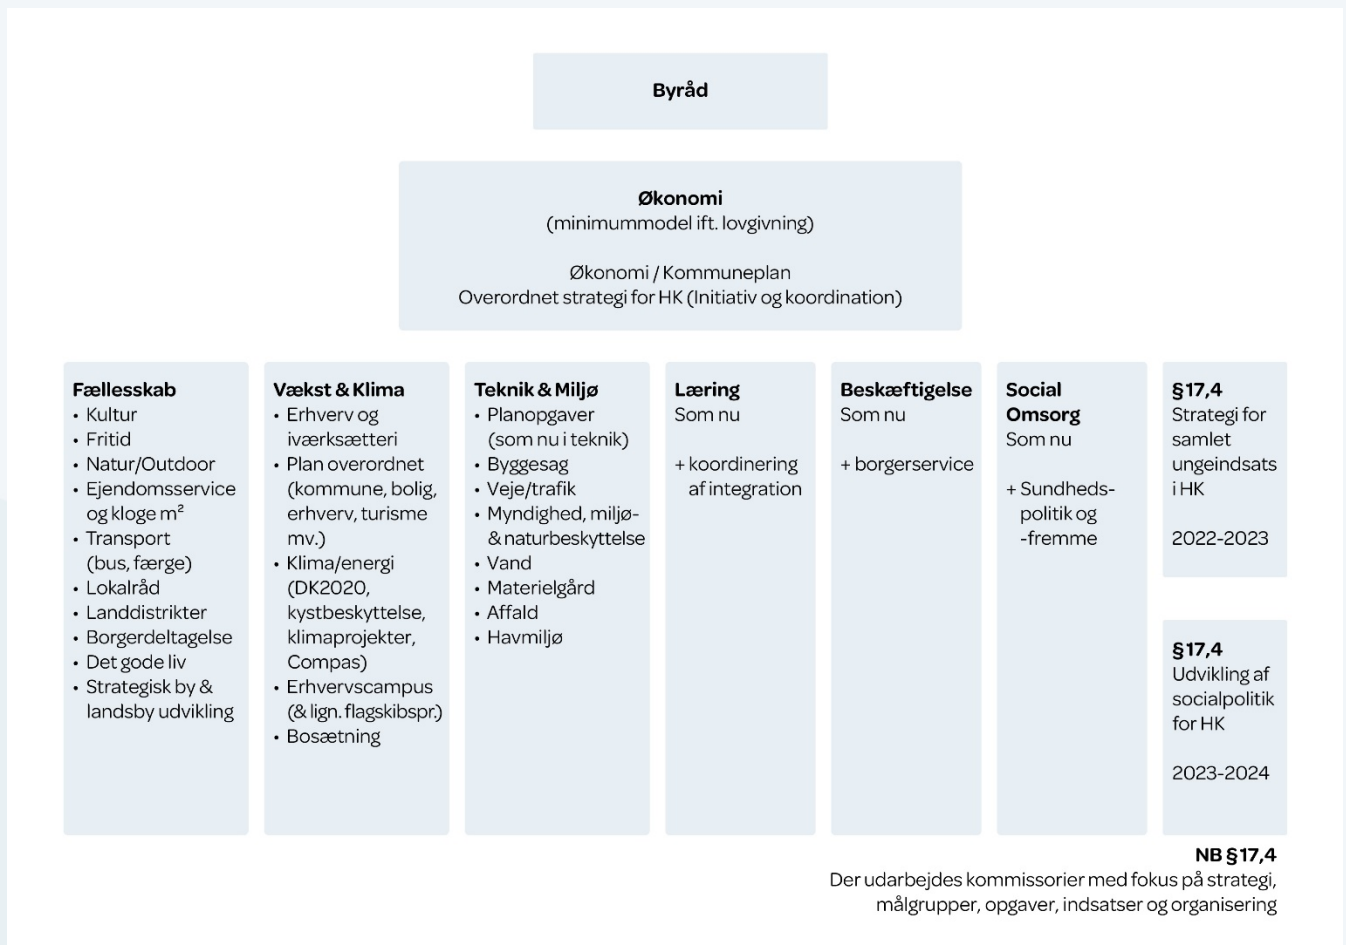 Byråd
Økonomi
(minimummodel ift. lovgivning)
Økonomi / Kommuneplan
Overordnet strategi for HK (Initiativ og koordination)
Fællesskab
• Kultur
• Fritid
• Natur/Outdoor
• Ejendomsservice
og kloge m²
• Transport
(bus, færge)
• Lokalråd
• Landdistrikter
• Borgerdeltagelse
• Det gode liv
• Strategisk by &
landsby udvikling
Vækst & Klima
• Erhverv og
iværksætteri
• Plan overordnet
(kommune, bolig,
erhverv, turisme
mv.)
• Klima/energi
(DK2020,
kystbeskyttelse,
klimaprojekter,
Compas)
• Erhvervscampus
(& lign. flagskibspr.)
• Bosætning
Teknik & Miljø
• Planopgaver
(som nu i teknik)
• Byggesag
• Veje/trafik
• Myndighed, miljø-
& naturbeskyttelse
• Vand
• Materielgård
• Affald
• Havmiljø
Læring
Som nu
+ koordinering
af integration
Beskæftigelse
Som nu
+ borgerservice
Social
Omsorg
Som nu
+ Sundheds-
politik og
-fremme
§17,4
Strategi for
samlet
ungeindsats
i HK
2022-2023
§17,4
Udvikling af
socialpolitik
for HK
2023-2024
NB §17,4
Der udarbejdes kommissorier med fokus på strategi,
målgrupper, opgaver, indsatser og organisering